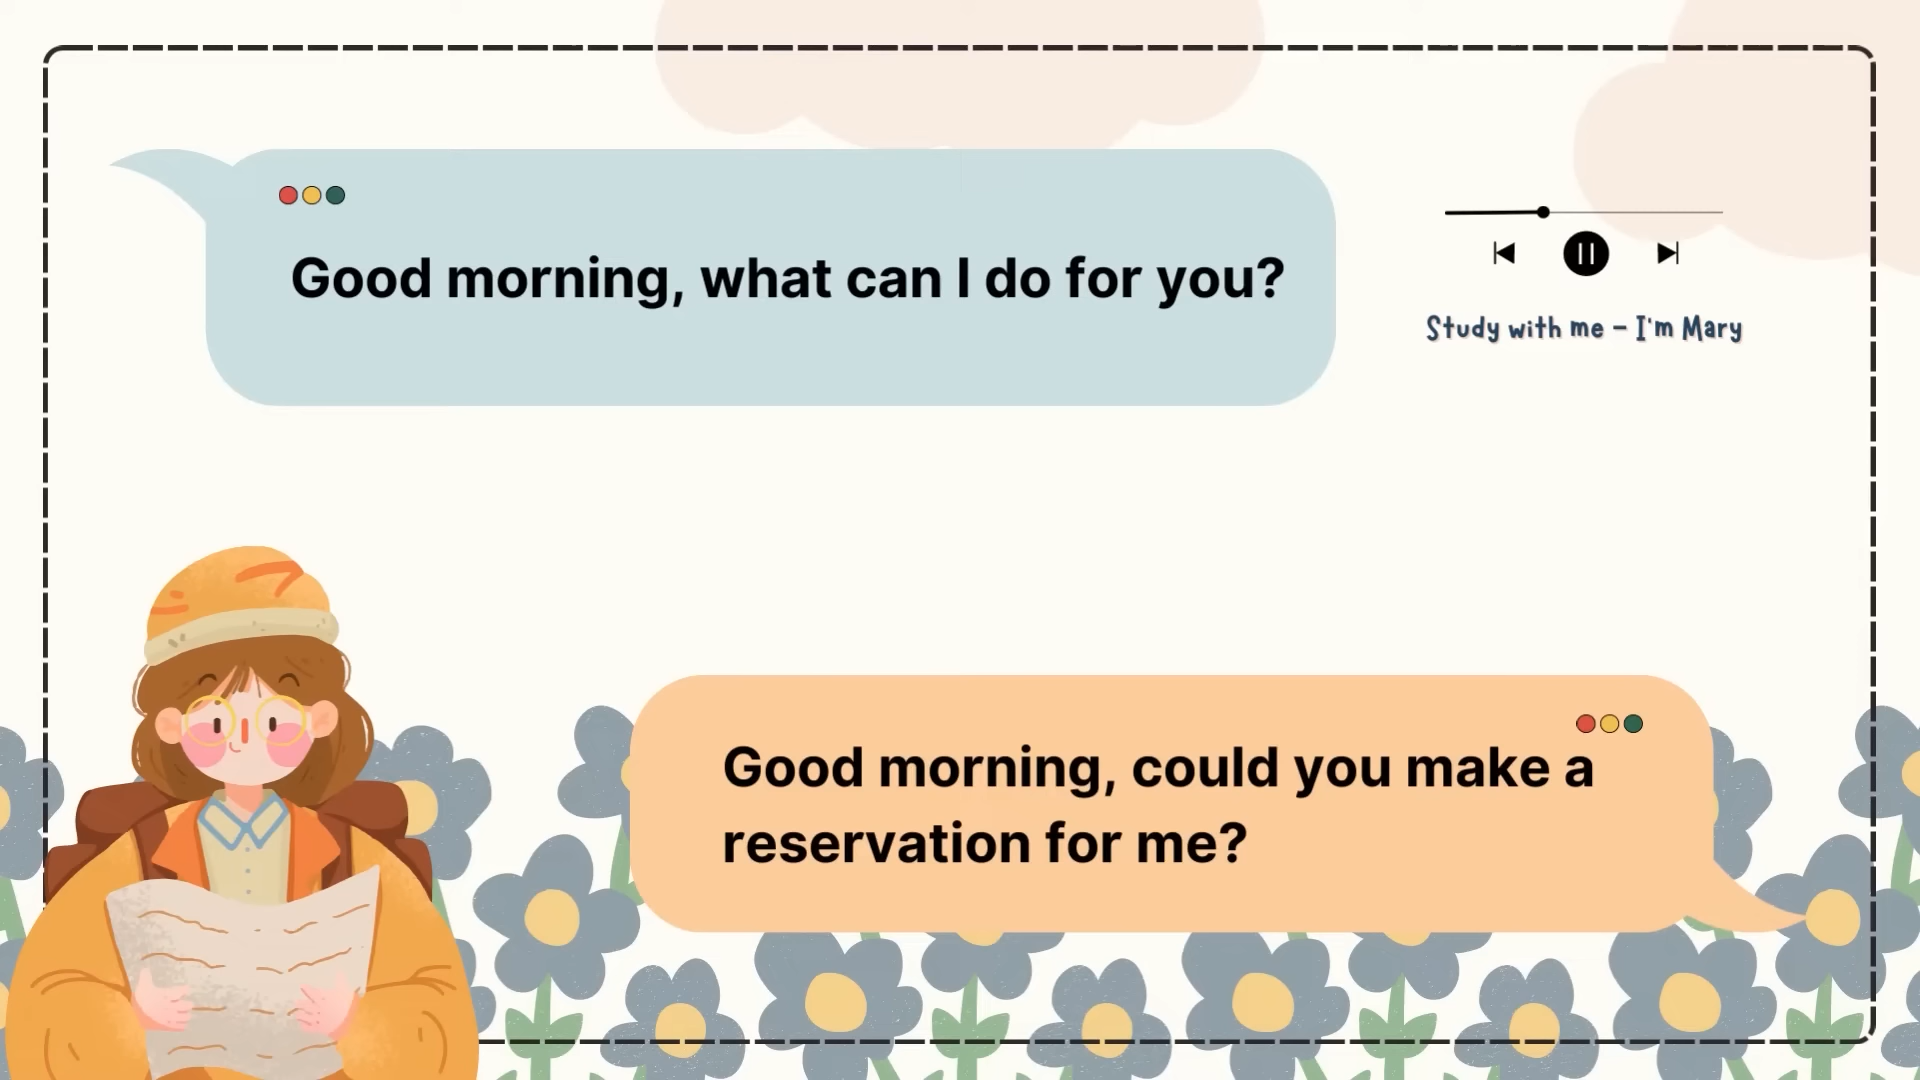 Good morning, what can I do for you?
Study with me - I'm Mary
Good morning, could you make a
reservation for me?